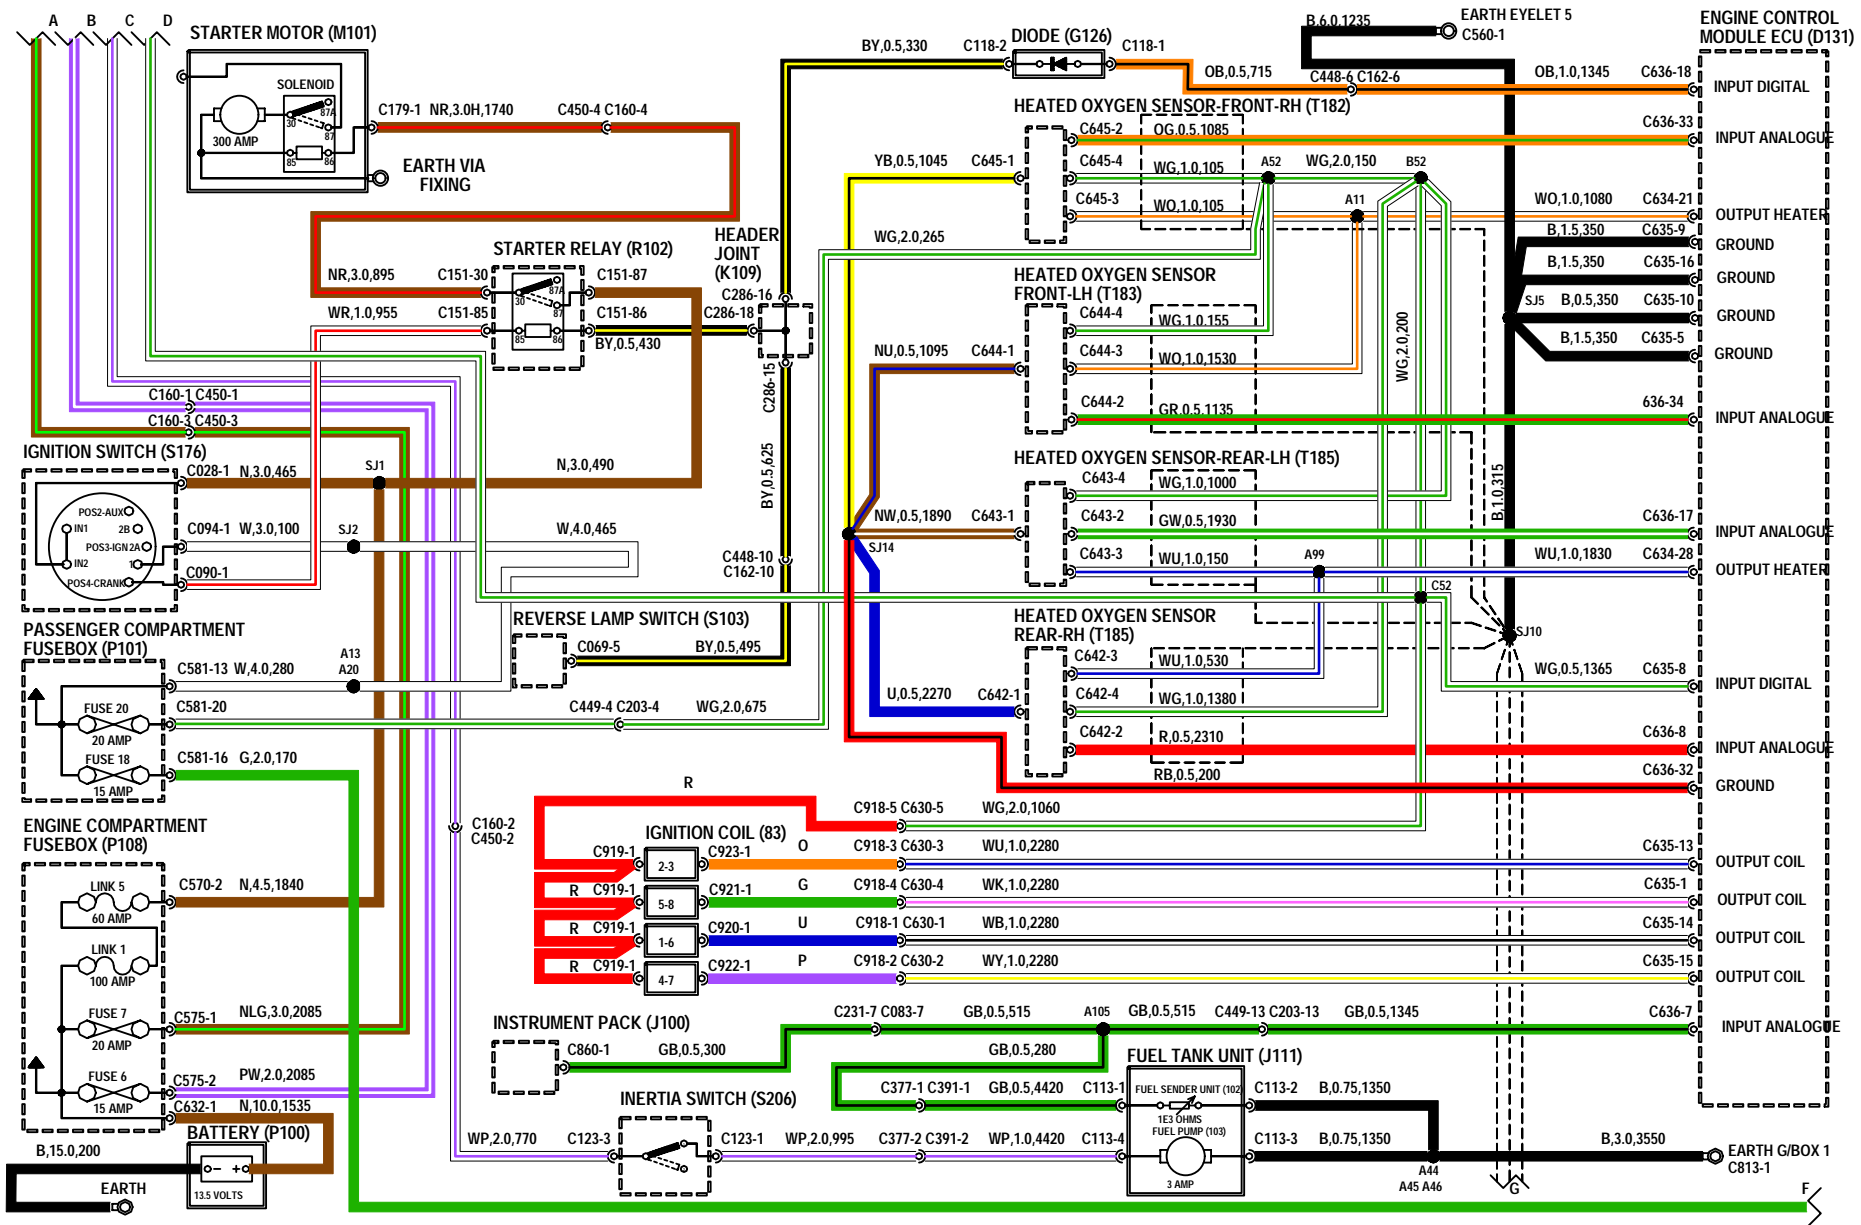 A
B
C
D
STARTER MOTOR (M101)
SOLENOID
87A
30
87
300 AMP
85
86
EARTH VIA
FIXING
C179-1
NR,3.0H,1740
C450-4 C160-4
BY,0.5,330
C118-2
DIODE (G126)
C118-1
B,6.0,1235
EARTH EYELET 5
C560-1
ENGINE CONTROL
MODULE ECU (D131)
OB,0.5,715
C448-6 C162-6
OB,1.0,1345
C636-18
INPUT DIGITAL
HEATED OXYGEN SENSOR-FRONT-RH (T182)
C645-2
OG,0.5,1085
C636-33
INPUT ANALOGUE
YB,0.5,1045
C645-1
C645-4
WG,1.0,105
A52
WG,2.0,150
B52
C645-3
WO,1.0,105
A11
WO,1.0,1080
C634-21
OUTPUT HEATER
WG,2.0,265
B,1.5,350
C635-9
GROUND
STARTER RELAY (R102)
HEADER
JOINT
(K109)
NR,3.0,895
C151-30
C151-87
87A
30
87
C286-16
HEATED OXYGEN SENSOR
FRONT-LH (T183)
B,1.5,350
C635-16
GROUND
WR,1.0,955
C151-85
C151-86
C286-18
85
86
BY,0.5,430
C644-4
WG,1.0,155
SJ5
B,0.5,350
C635-10
GROUND
NU,0.5,1095
C644-1
C644-3
WO,1.0,1530
WG,2.0,200
B,1.5,350
C635-5
GROUND
C286-15
C160-1 C450-1
C160-3 C450-3
C644-2
GR,0.5,1135
636-34
INPUT ANALOGUE
IGNITION SWITCH (S176)
C028-1
N,3.0,465
SJ1
N,3.0,490
BY,0.5,625
HEATED OXYGEN SENSOR-REAR-LH (T185)
C643-4
WG,1.0,1000
B,1.0,315
POS2-AUX
IN1
2B
POS3-IGN 2A
IN2
1
POS4-CRANK
C094-1
W,3.0,100
SJ2
W,4.0,465
NW,0.5,1890
C643-1
SJ14
C643-2
GW,0.5,1930
C636-17
INPUT ANALOGUE
C090-1
C448-10
C162-10
C643-3
WU,1.0,150
A99
WU,1.0,1830
C634-28
OUTPUT HEATER
C52
PASSENGER COMPARTMENT
FUSEBOX (P101)
REVERSE LAMP SWITCH (S103)
C069-5
BY,0.5,495
HEATED OXYGEN SENSOR
REAR-RH (T185)
SJ10
C581-13
W,4.0,280
A13
A20
C642-3
WU,1.0,530
WG,0.5,1365
C635-8
INPUT DIGITAL
FUSE 20
20 AMP
C581-20
C449-4 C203-4
WG,2.0,675
U,0.5,2270
C642-1
C642-4
WG,1.0,1380
FUSE 18
15 AMP
C581-16
G,2.0,170
C642-2
R,0.5,2310
C636-8
INPUT ANALOGUE
RB,0.5,200
C636-32
GROUND
R
C918-5 C630-5
WG,2.0,1060
ENGINE COMPARTMENT
FUSEBOX (P108)
C160-2
C450-2
IGNITION COIL (83)
C919-1
2-3
C923-1
O
C918-3 C630-3
WU,1.0,2280
C635-13
OUTPUT COIL
LINK 5
60 AMP
C570-2
N,4.5,1840
R
C919-1
5-8
C921-1
G
C918-4 C630-4
WK,1.0,2280
C635-1
OUTPUT COIL
R
C919-1
1-6
C920-1
U
C918-1 C630-1
WB,1.0,2280
C635-14
OUTPUT COIL
LINK 1
100 AMP
R
C919-1
4-7
C922-1
P
C918-2 C630-2
WY,1.0,2280
C635-15
OUTPUT COIL
FUSE 7
20 AMP
C575-1
NLG,3.0,2085
INSTRUMENT PACK (J100)
C860-1
GB,0.5,300
C231-7 C083-7
GB,0.5,515
A105
GB,0.5,515
C449-13 C203-13
GB,0.5,1345
C636-7
INPUT ANALOGUE
GB,0.5,280
FUEL TANK UNIT (J111)
FUSE 6
15 AMP
C575-2
PW,2.0,2085
C377-1 C391-1
GB,0.5,4420
C113-1
FUEL SENDER UNIT (102)
1E3 OHMS
C113-2
B,0.75,1350
C632-1
N,10.0,1535
INERTIA SWITCH (S206)
BATTERY (P100)
B,15.0,200
- +
13.5 VOLTS
EARTH
WP,2.0,770
C123-3
C123-1
WP,2.0,995
C377-2 C391-2
WP,1.0,4420
C113-4
FUEL PUMP (103)
3 AMP
C113-3
B,0.75,1350
A44
A45 A46
B,3.0,3550
EARTH G/BOX 1
C813-1
G
F